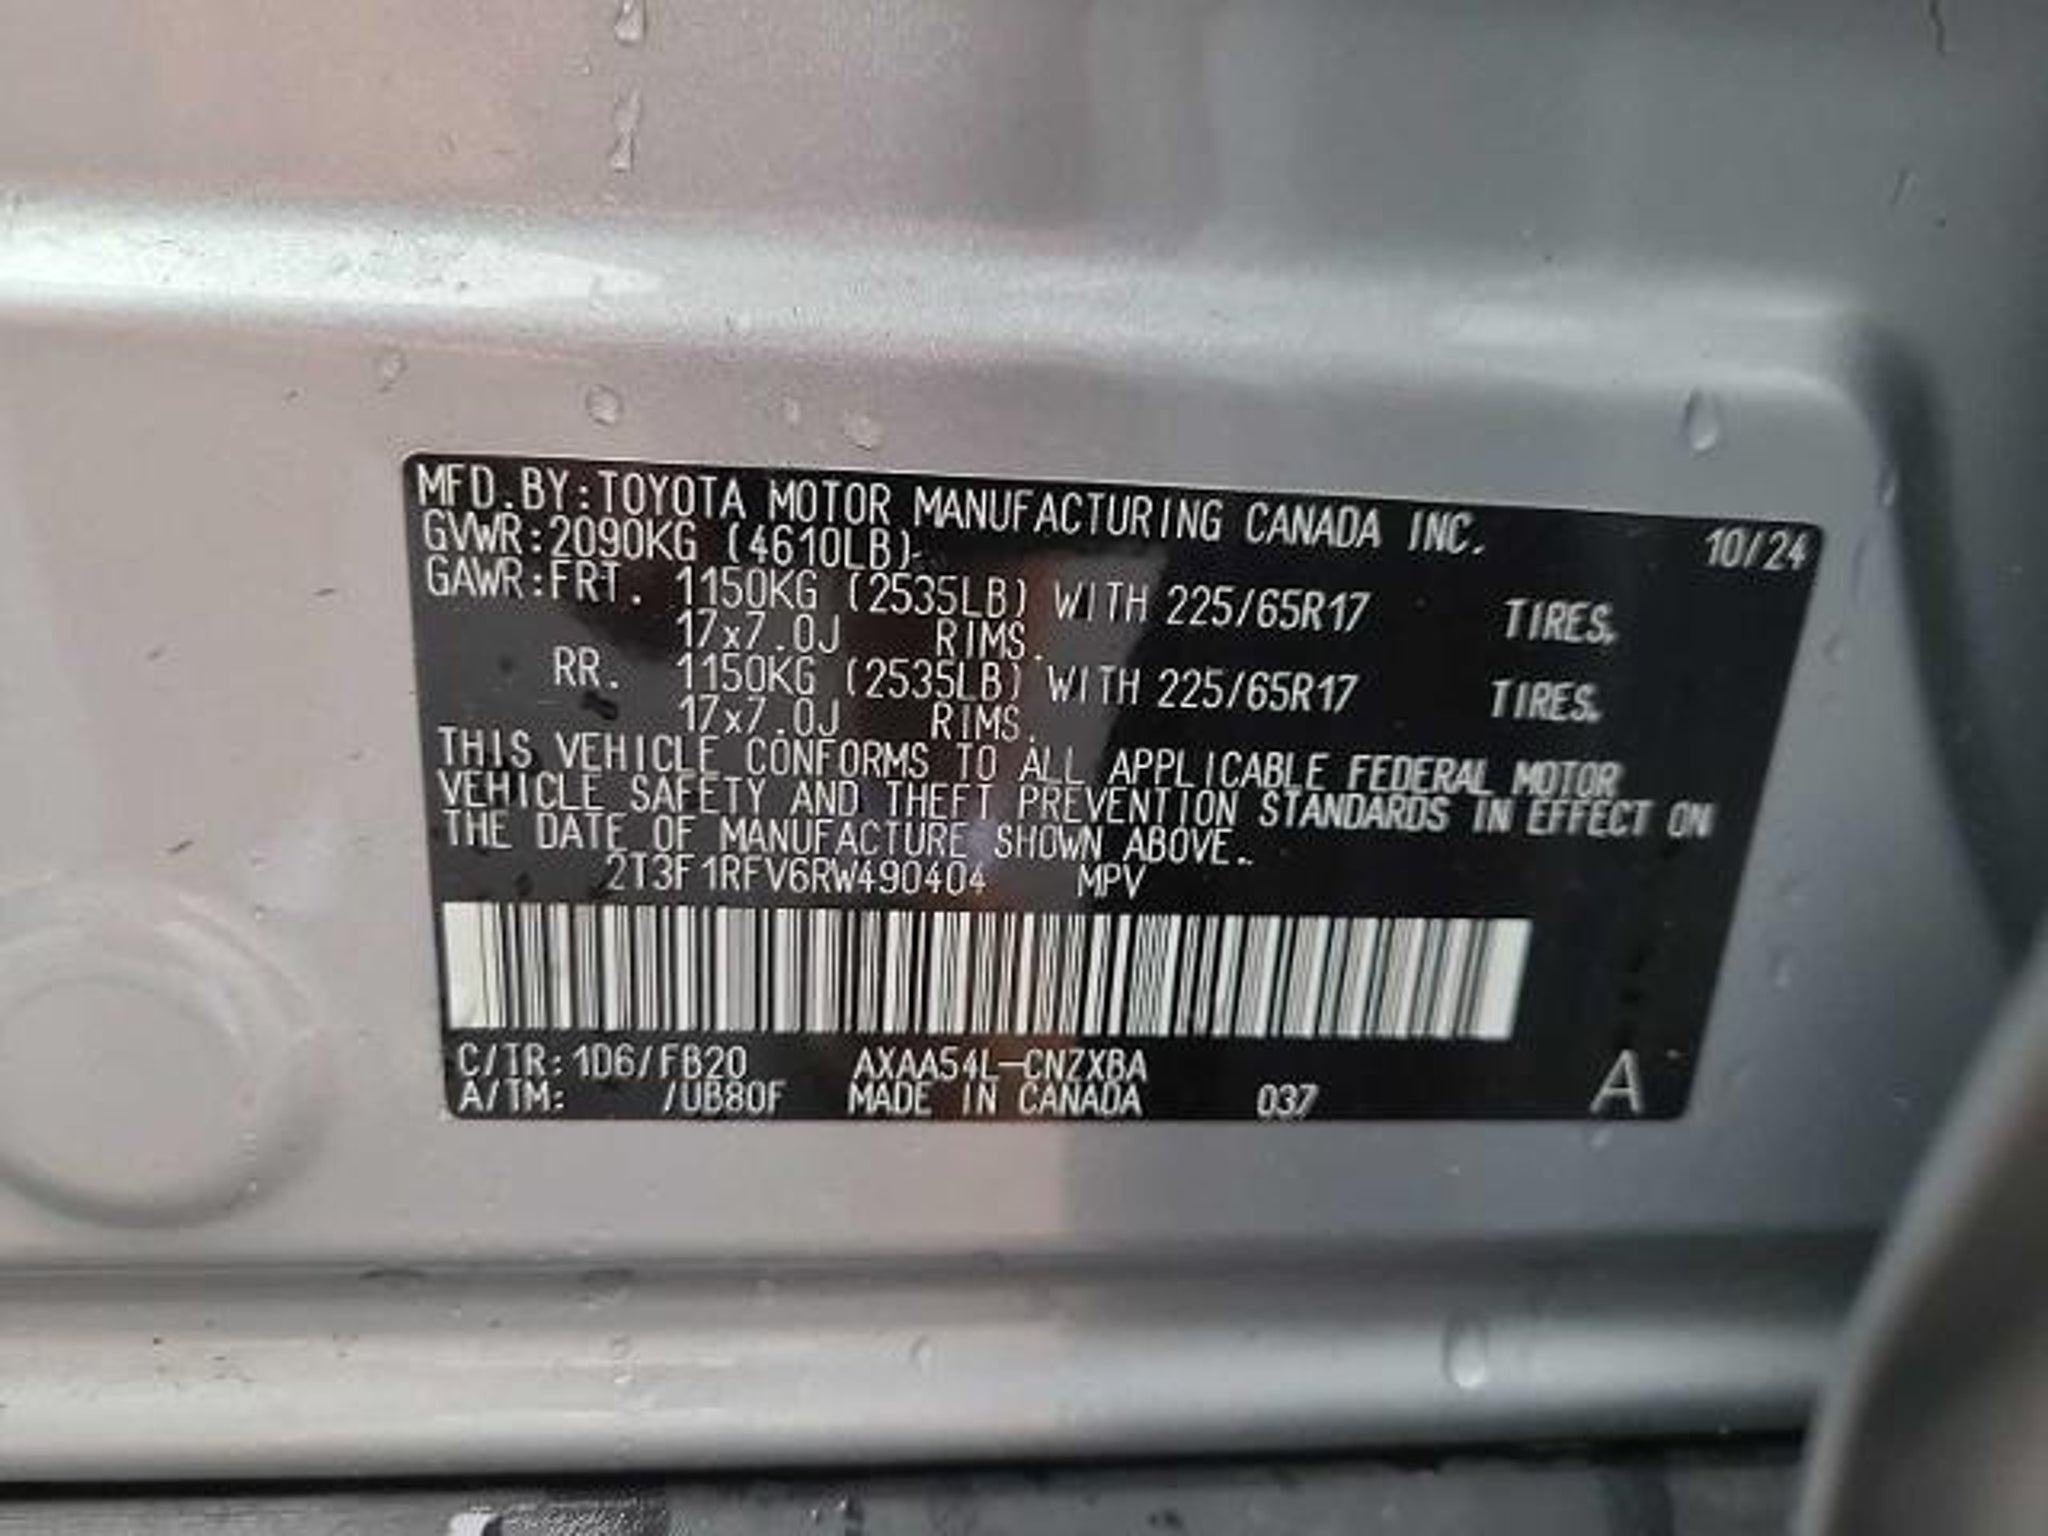 MFD.BY:TOYOTA MOTOR MANUFACTURING CANADA INC. 10/24
GVWR:2090KG (4610LB)
GAWR:FRT. 1150KG (2535LB) WITH 225/65R17 TIRES,
17x7.0J RIMS.
RR. 1150KG (2535LB) WITH 225/65R17 TIRES,
17x7.0J RIMS.
THIS VEHICLE CONFORMS TO ALL APPLICABLE FEDERAL MOTOR
VEHICLE SAFETY AND THEFT PREVENTION STANDARDS IN EFFECT ON
THE DATE OF MANUFACTURE SHOWN ABOVE.
2T3F1RFV6RW490404 MPV
C/TR:1D6/FB20 AXAA54L-CNZXBA
A/TM: /UB80F MADE IN CANADA 037 A